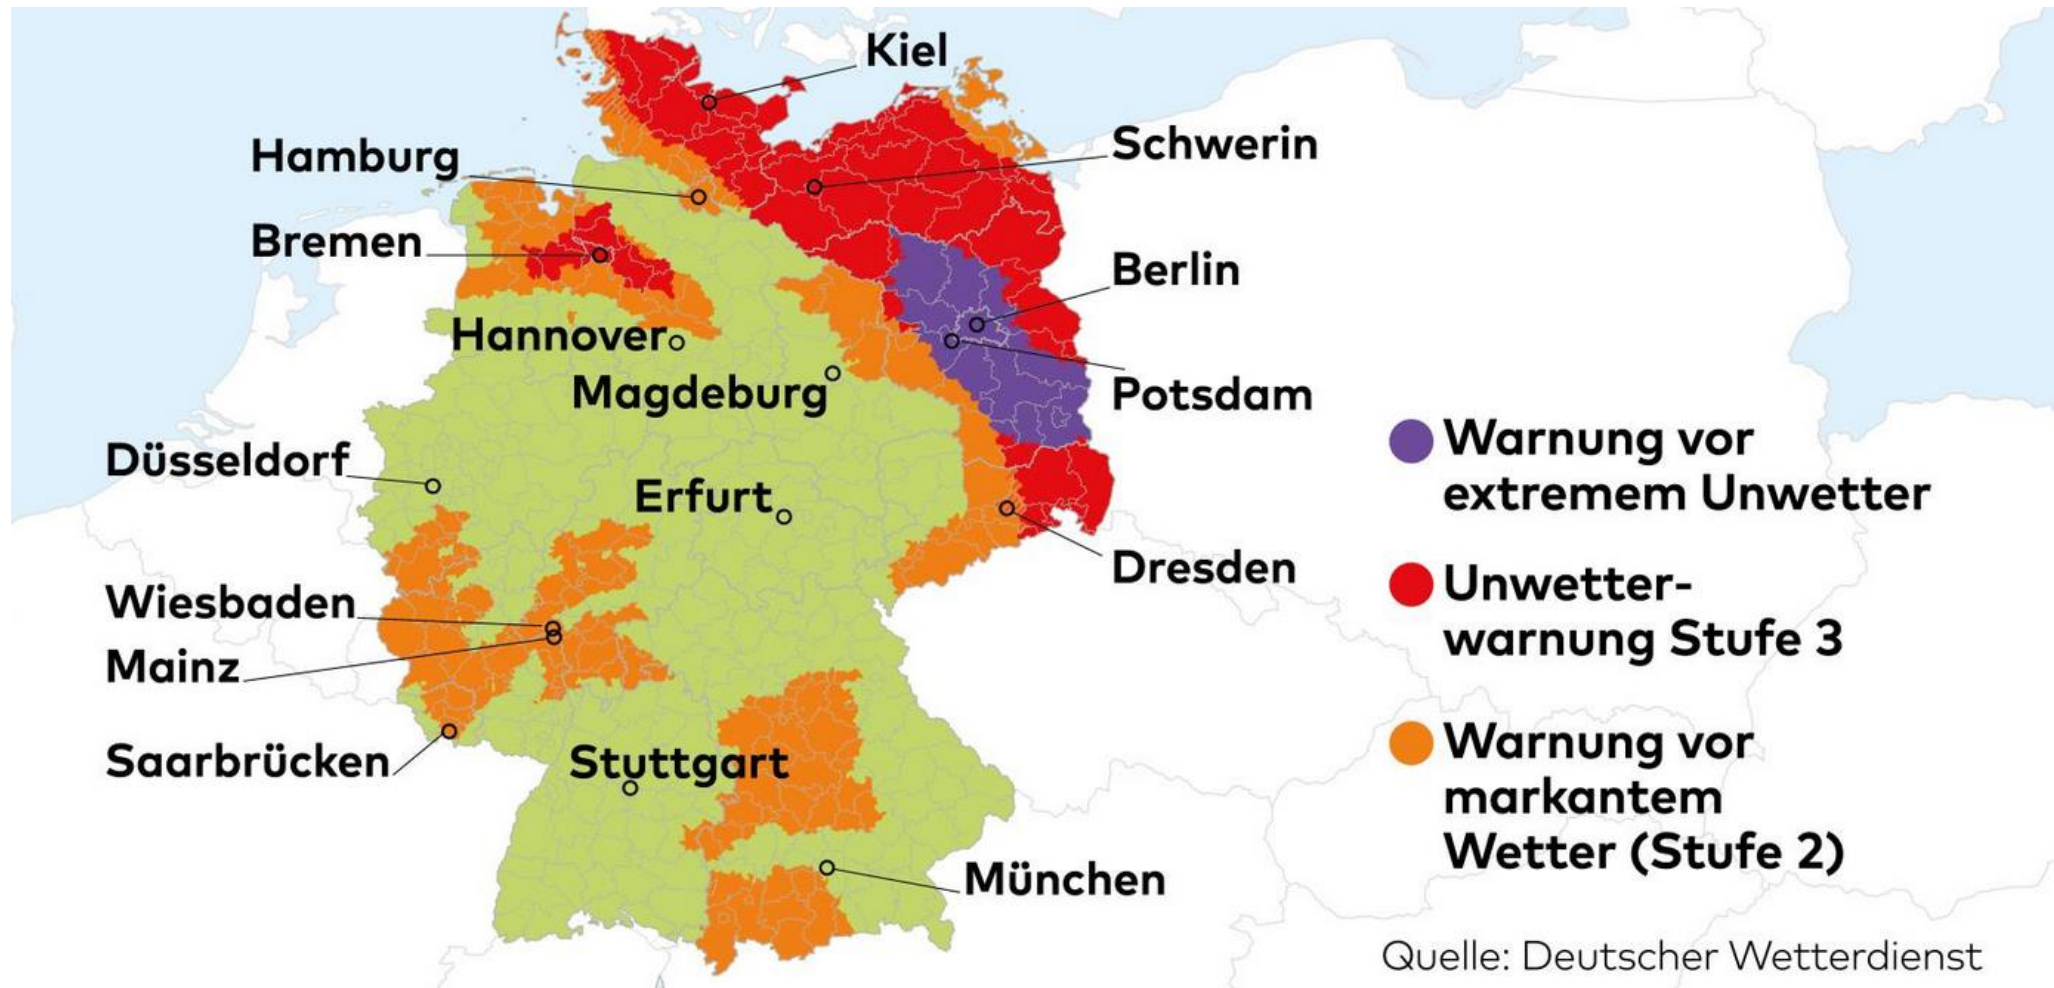 Kiel
Hamburg
Schwerin
Bremen
Berlin
Hannover
Magdeburg
Potsdam
Düsseldorf
Erfurt
Dresden
Wiesbaden
Mainz
Saarbrücken
Stuttgart
München
Warnung vor
extremem Unwetter
Unwetter-
warnung Stufe 3
Warnung vor
markantem
Wetter (Stufe 2)
Quelle: Deutscher Wetterdienst